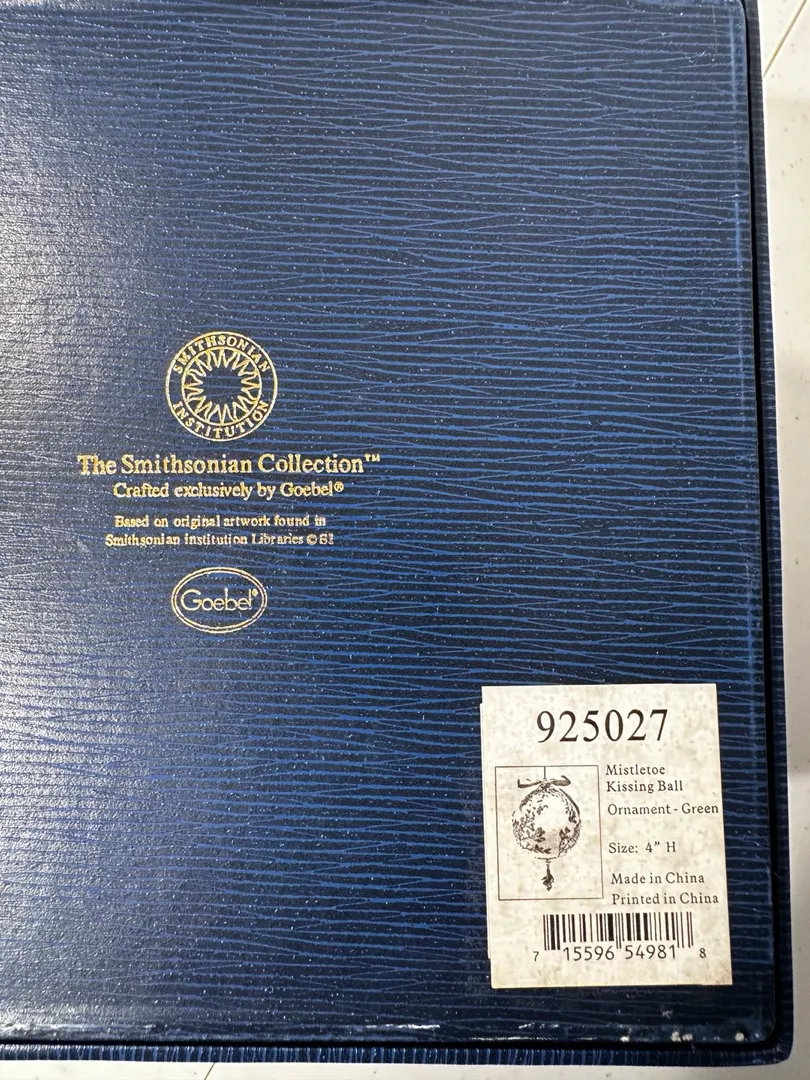 SMITHSONIAN
INSTITUTION
The Smithsonian Collection™
Crafted exclusively by Goebel®
Based on original artwork found in
Smithsonian Institution Libraries © SI
Goebel®
925027
Mistletoe
Kissing Ball
Ornament - Green
Size: 4" H
Made in China
Printed in China
7 15596 54981 8